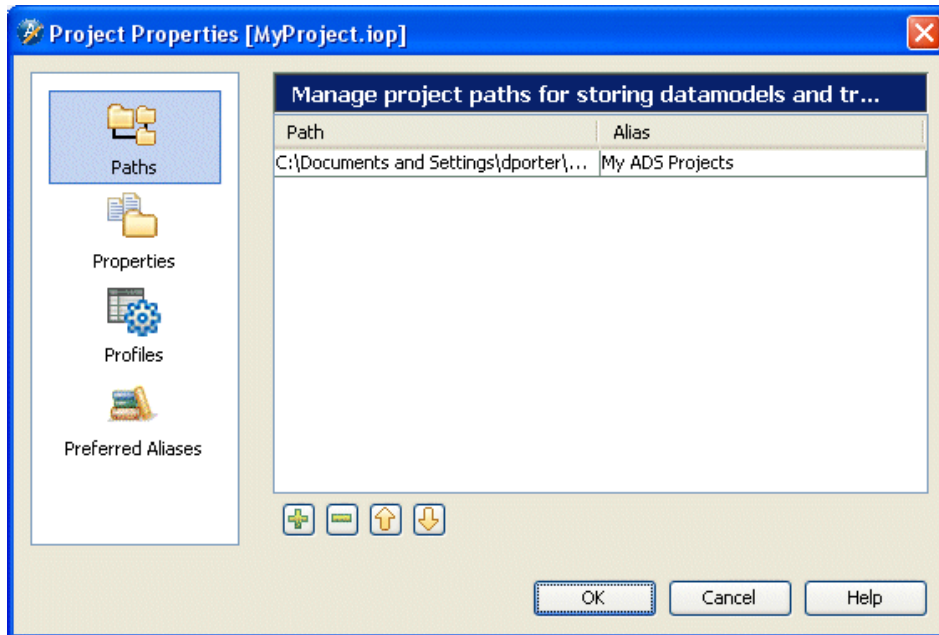 Project Properties [MyProject.iop]
Paths
Properties
Profiles
Preferred Aliases
Manage project paths for storing datamodels and tr...
Path Alias
C:\Documents and Settings\dporter\... My ADS Projects
OK Cancel Help